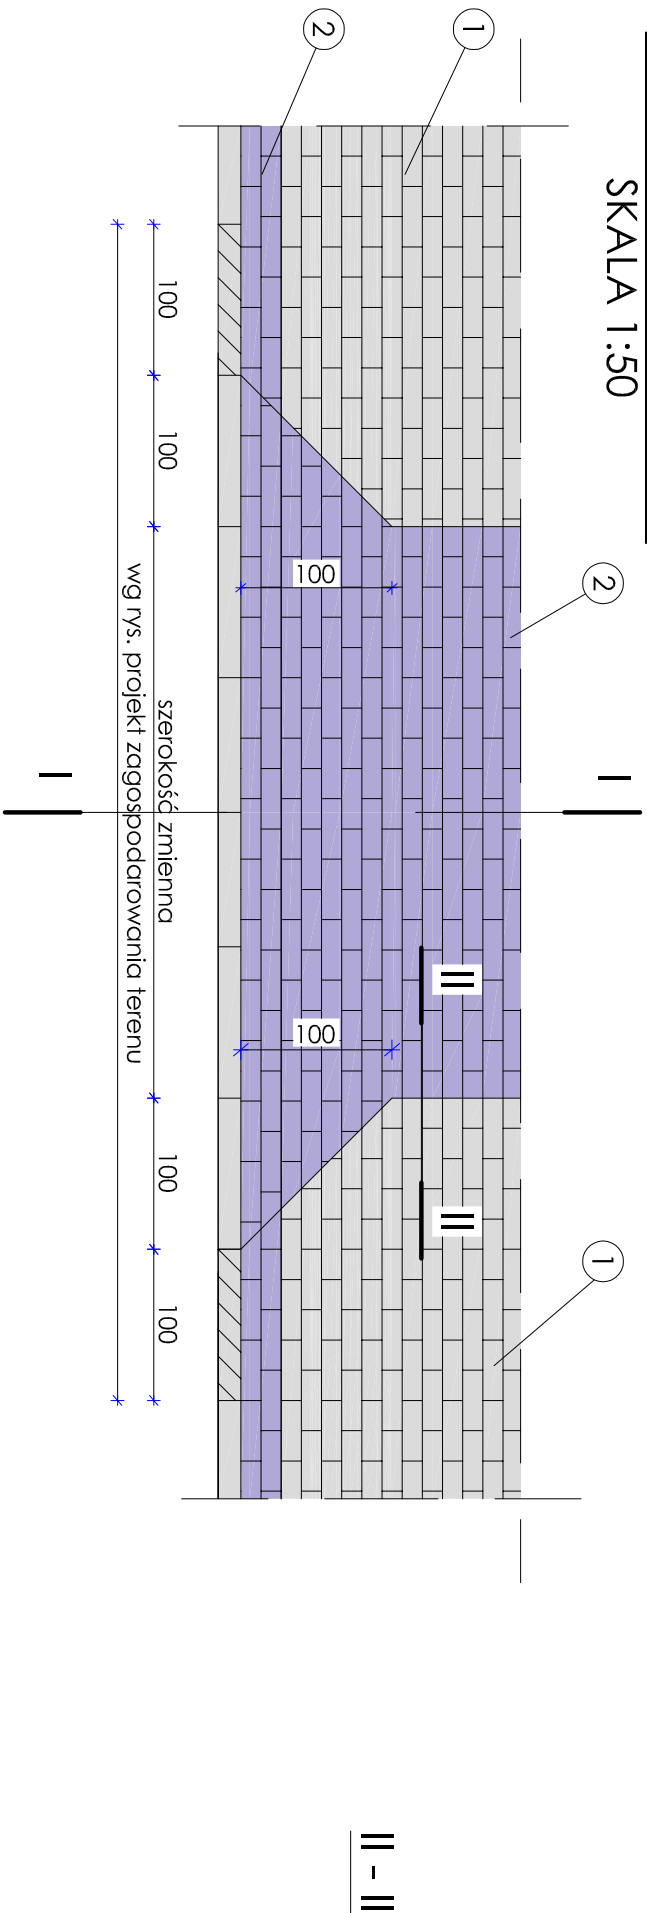 SKALA 1:50
I
2
1
1
II
II
II - II
2
100
100
100
100
szerokość zmienna
100
100
wg rys. projekt zagospodarowania terenu
I